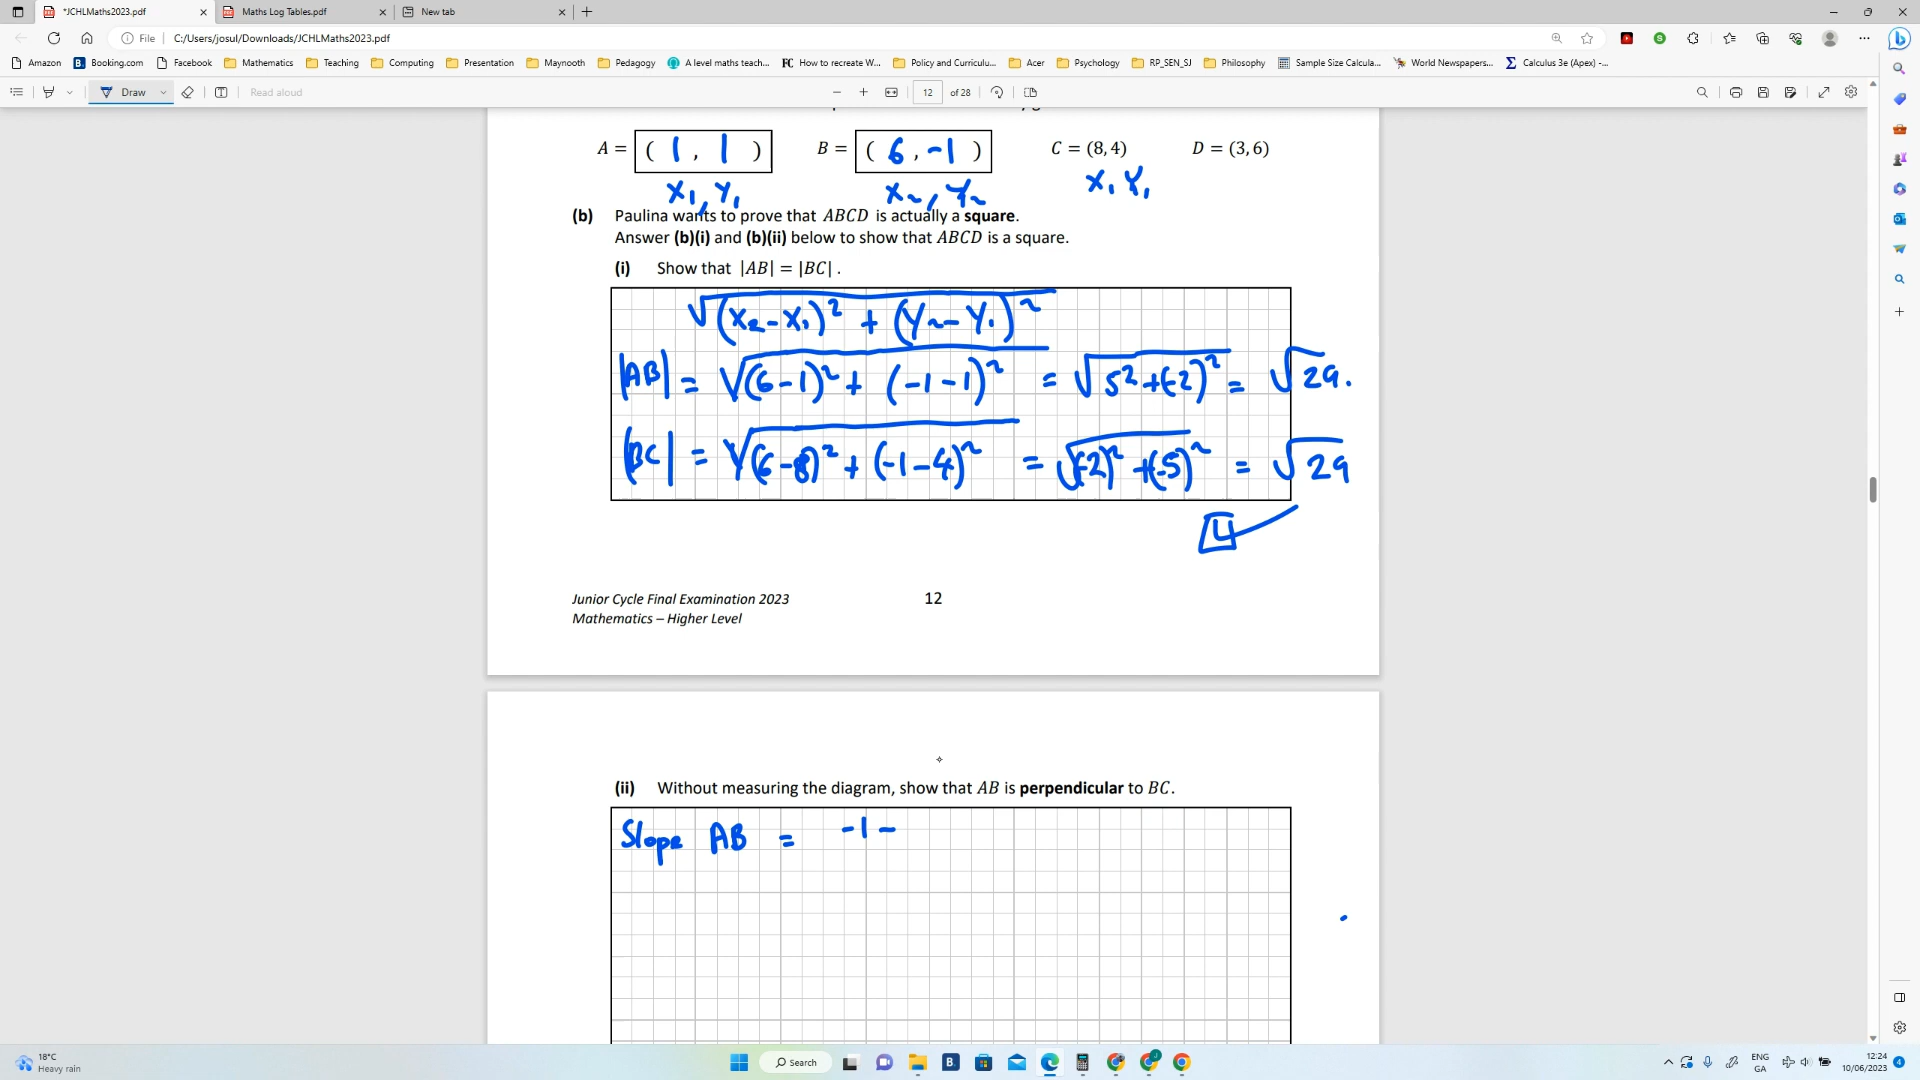 *JCHLMaths2023.pdf
Maths Log Tables.pdf
New tab
File
C:/Users/josul/Downloads/JCHLMaths2023.pdf
Amazon
Booking.com
Facebook
Mathematics
Teaching
Computing
Presentation
Maynooth
Pedagogy
A level maths teach...
How to recreate W...
Policy and Curriculu...
Acer
Psychology
RP_SEN_SJ
Philosophy
Sample Size Calcula...
World Newspapers...
Calculus 3e (Apex) -...
Draw
Read aloud
12 of 28
A = ( 1 , 1 ) B = ( 6 , -1 ) C = (8, 4) D = (3, 6)
x₁, y₁ x₂, y₂ x₁ y₁
(b) Paulina wants to prove that ABCD is actually a square.
Answer (b)(i) and (b)(ii) below to show that ABCD is a square.
(i) Show that |AB| = |BC| .
√(x₂-x₁)² + (y₂-y₁)²
|AB| = √(6-1)² + (-1-1)² = √5²+(-2)² = √29.
|BC| = √(6-8)² + (-1-4)² = √(-2)²+(-5)² = √29
4
Junior Cycle Final Examination 2023 12
Mathematics – Higher Level
(ii) Without measuring the diagram, show that AB is perpendicular to BC.
Slope AB = -1 -
18°C
Heavy rain
Search
ENG
GA
12:24
10/06/2023
4